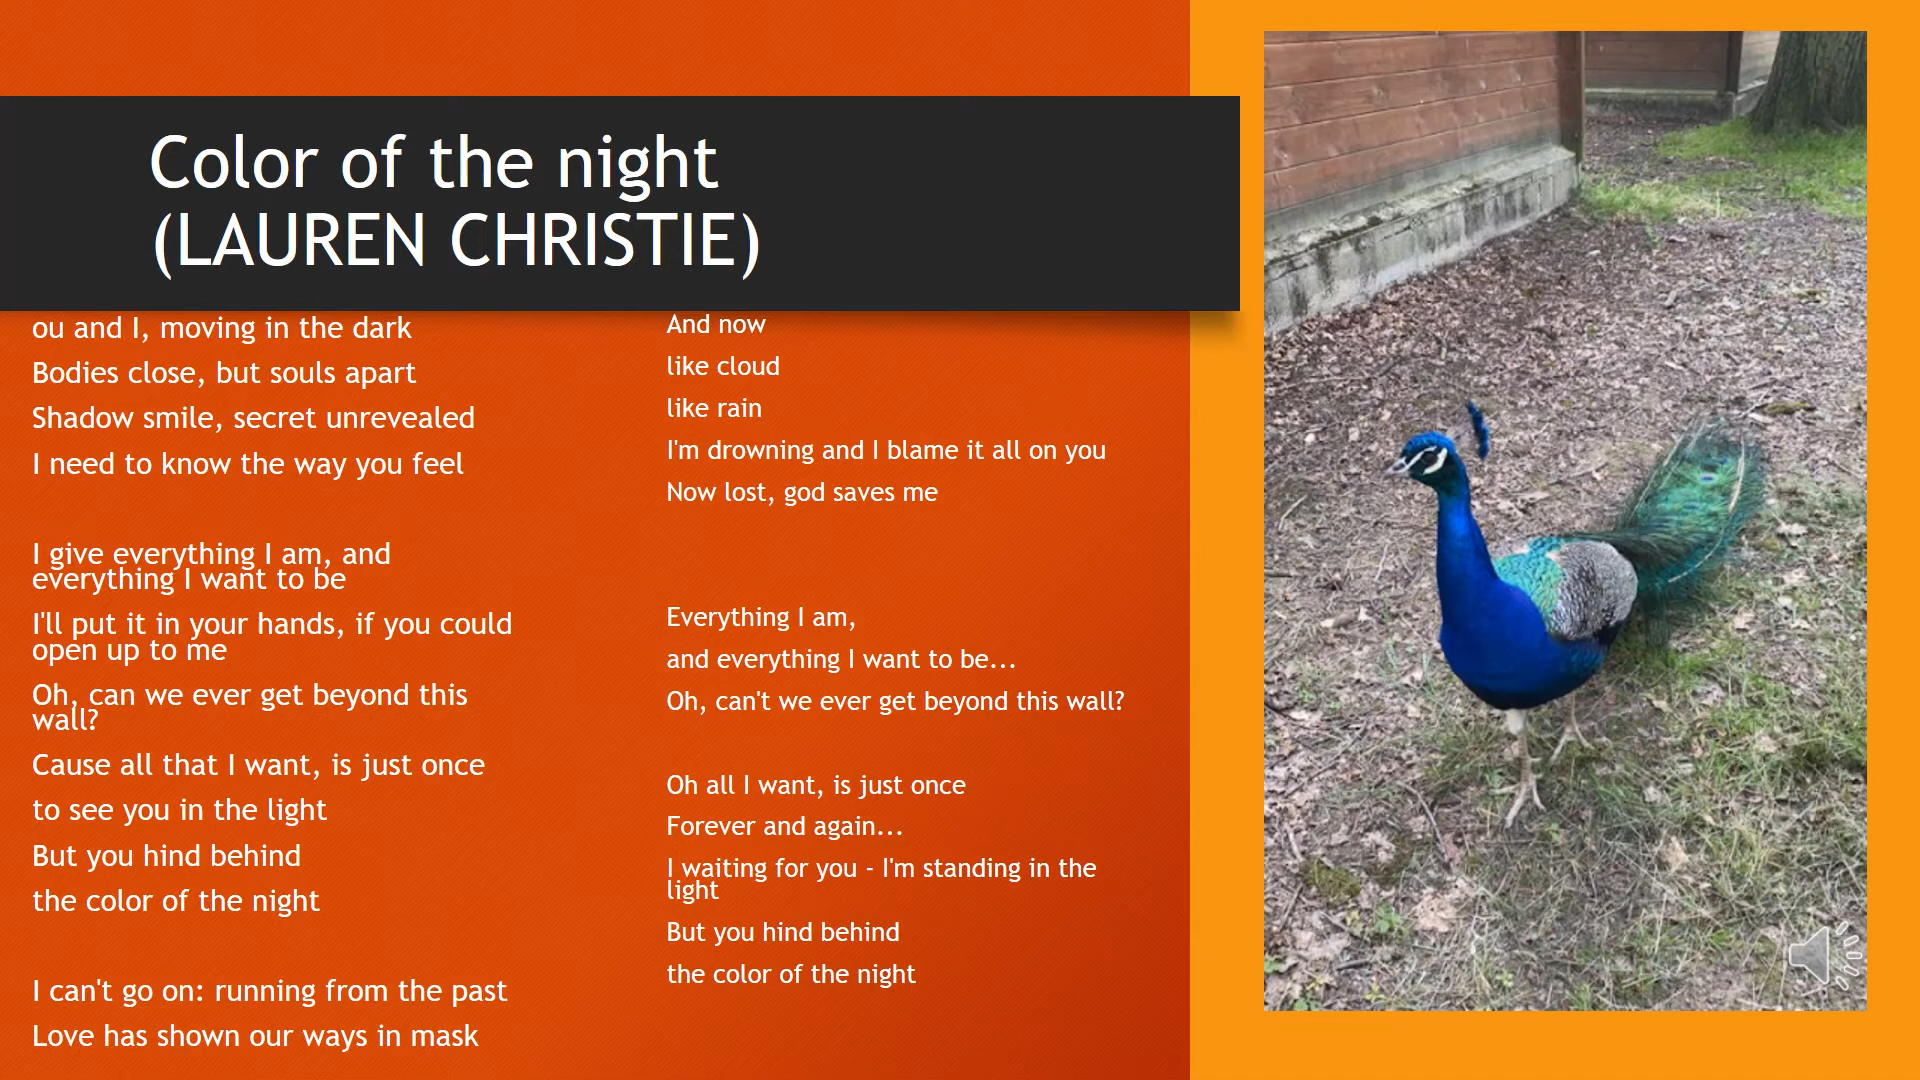 Color of the night
(LAUREN CHRISTIE)
ou and I, moving in the dark
Bodies close, but souls apart
Shadow smile, secret unrevealed
I need to know the way you feel
I give everything I am, and
everything I want to be
I'll put it in your hands, if you could
open up to me
Oh, can we ever get beyond this
wall?
Cause all that I want, is just once
to see you in the light
But you hind behind
the color of the night
I can't go on: running from the past
Love has shown our ways in mask
And now
like cloud
like rain
I'm drowning and I blame it all on you
Now lost, god saves me
Everything I am,
and everything I want to be...
Oh, can't we ever get beyond this wall?
Oh all I want, is just once
Forever and again...
I waiting for you - I'm standing in the
light
But you hind behind
the color of the night